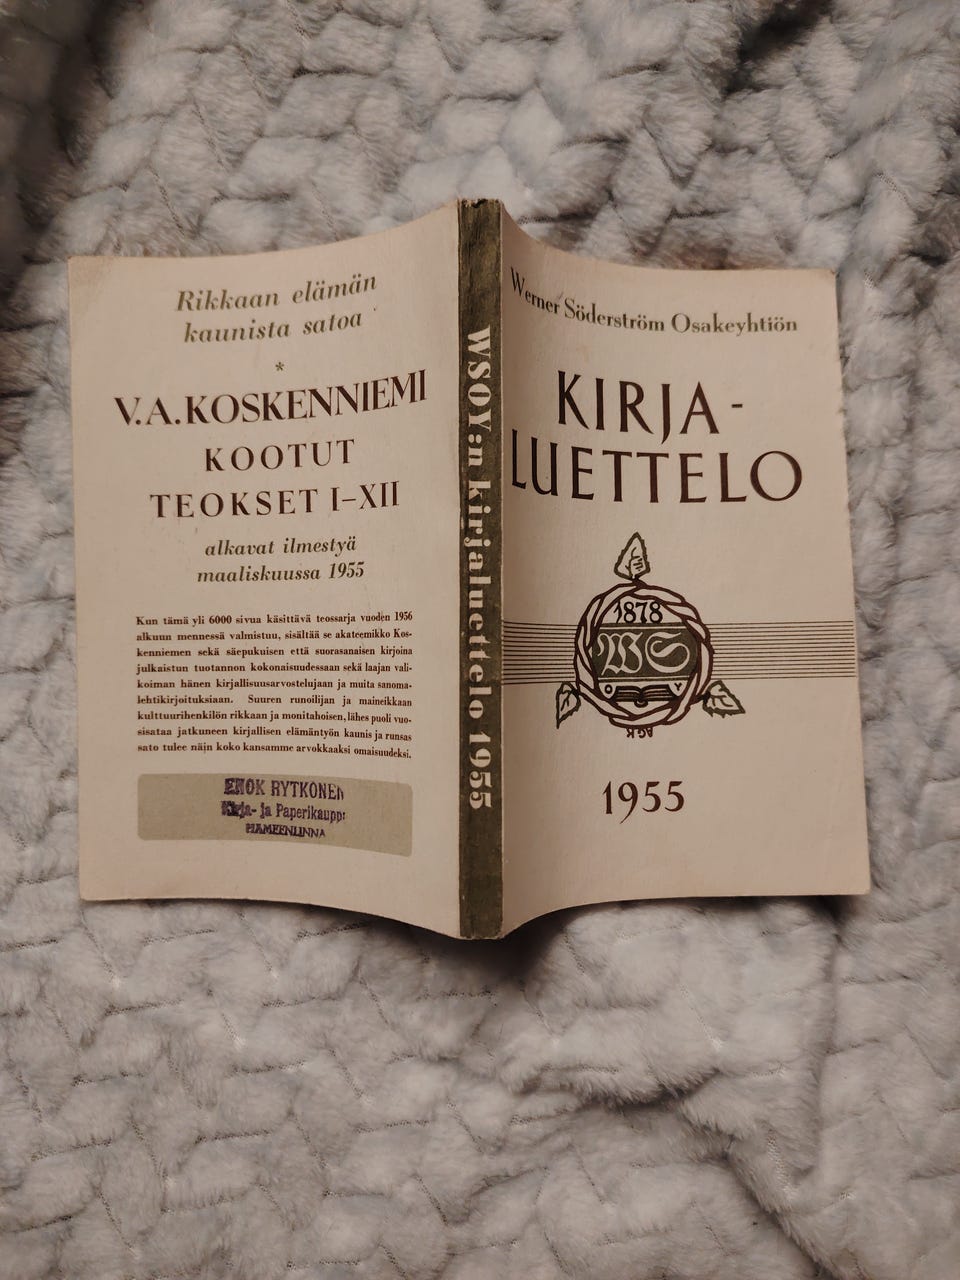 Rikkaan elämän
kaunista satoa
*
V.A. KOSKENNIEMI
KOOTUT
TEOKSET I–XII
alkavat ilmestyä
maaliskuussa 1955
Kun tämä yli 6000 sivua käsittävä teossarja vuoden 1956
alkuun mennessä valmistuu, sisältää se akateemikko Kos-
kenniemen sekä säepukuisen että suorasanaisen kirjoina
julkaistun tuotannon kokonaisuudessaan sekä laajan vali-
koiman hänen kirjallisuusarvostelujaan ja muita sanoma-
lehtikirjoituksiaan. Suuren runoilijan ja maineikkaan
kulttuurihenkilön rikkaan ja monitahoisen, lähes puoli vuo-
sisataa jatkuneen kirjallisen elämäntyön kaunis ja runsas
sato tulee näin koko kansamme arvokkaaksi omaisuudeksi.
ENOK RYTKONEN
Kirja- ja Paperikauppa
HÄMEENLINNA
WSOY:n kirjaluettelo 1955
Werner Söderström Osakeyhtiön
KIRJA-
LUETTELO
1878
WS
OY
AGK
1955